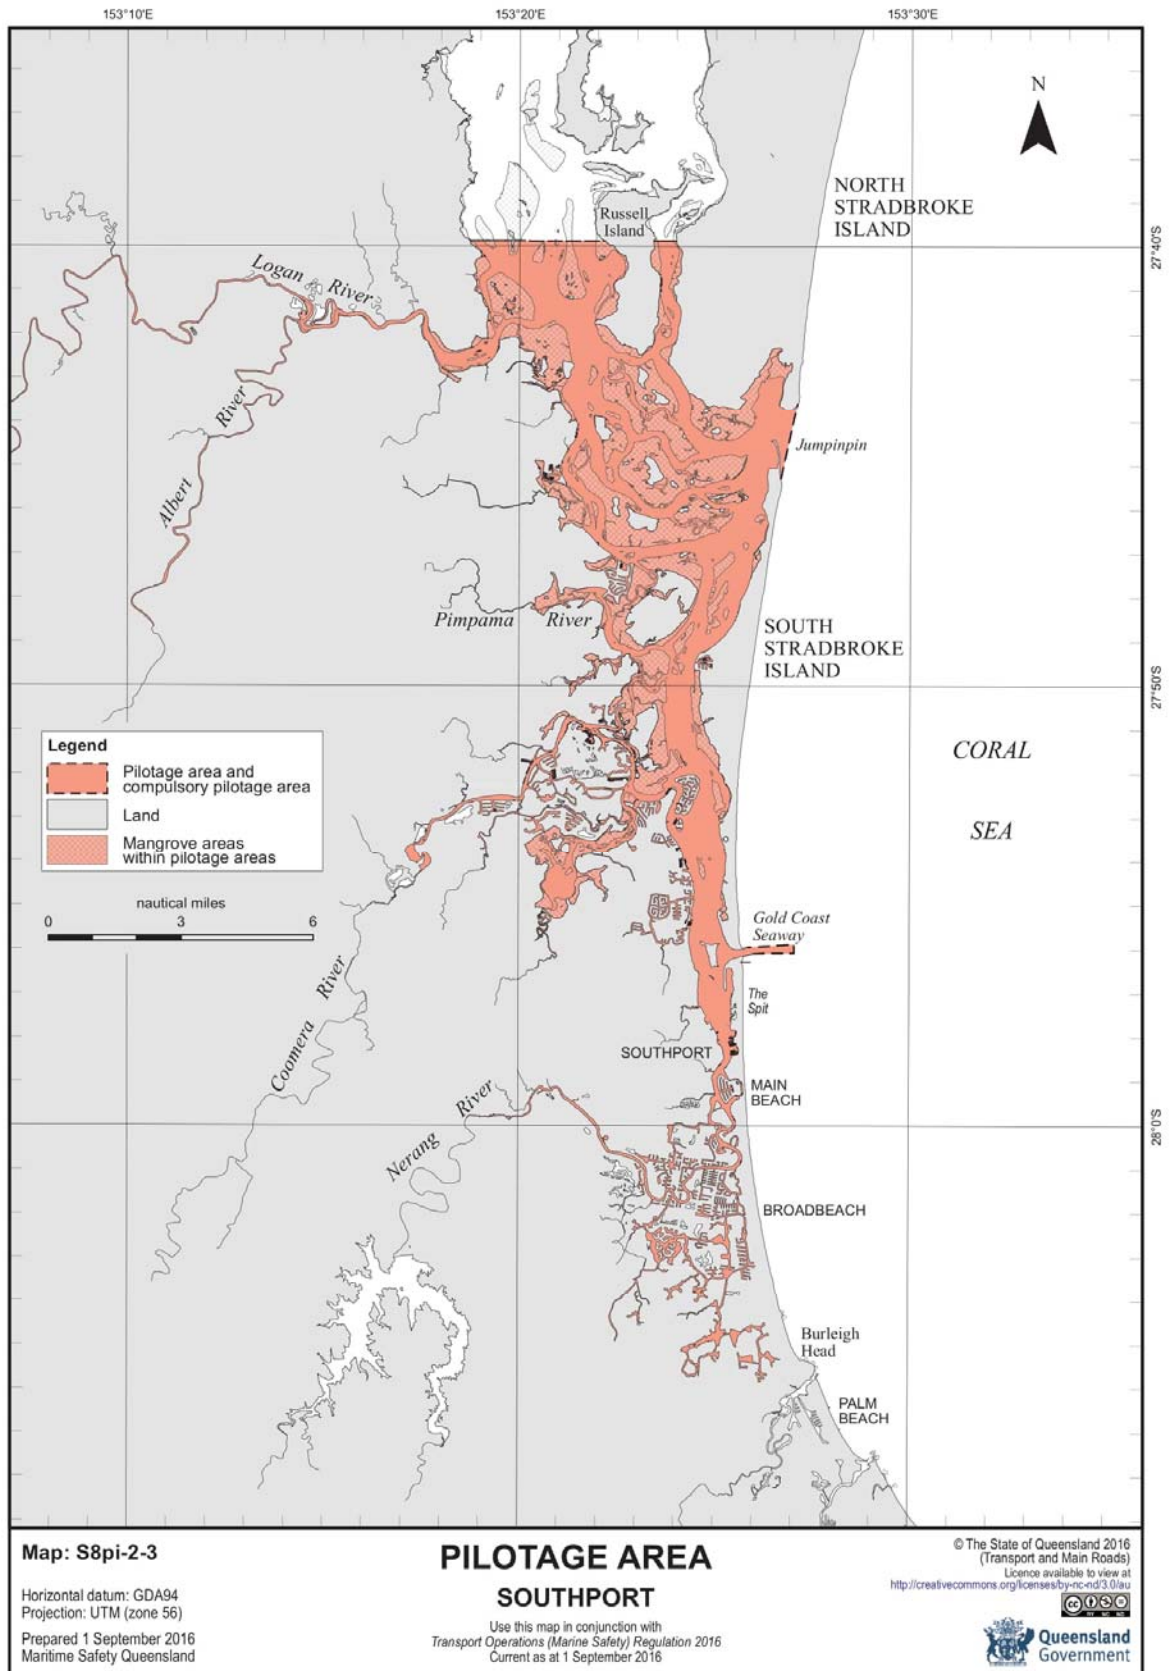 153°10'E
153°20'E
153°30'E
N
NORTH
STRADBROKE
ISLAND
Russell
Island
27°40'S
Logan
River
River
Albert
Jumpinpin
Pimpama River
SOUTH
STRADBROKE
ISLAND
27°50'S
Legend
Pilotage area and
compulsory pilotage area
Land
Mangrove areas
within pilotage areas
CORAL
SEA
nautical miles
0 3 6
Gold Coast
Seaway
River
Coomera
The
Spit
SOUTHPORT
MAIN
BEACH
River
Nerang
28°0'S
BROADBEACH
Burleigh
Head
PALM
BEACH
Map: S8pi-2-3
Horizontal datum: GDA94
Projection: UTM (zone 56)
Prepared 1 September 2016
Maritime Safety Queensland
PILOTAGE AREA
SOUTHPORT
Use this map in conjunction with
Transport Operations (Marine Safety) Regulation 2016
Current as at 1 September 2016
© The State of Queensland 2016
(Transport and Main Roads)
Licence available to view at
http://creativecommons.org/licenses/by-nc-nd/3.0/au
cc
Queensland
Government